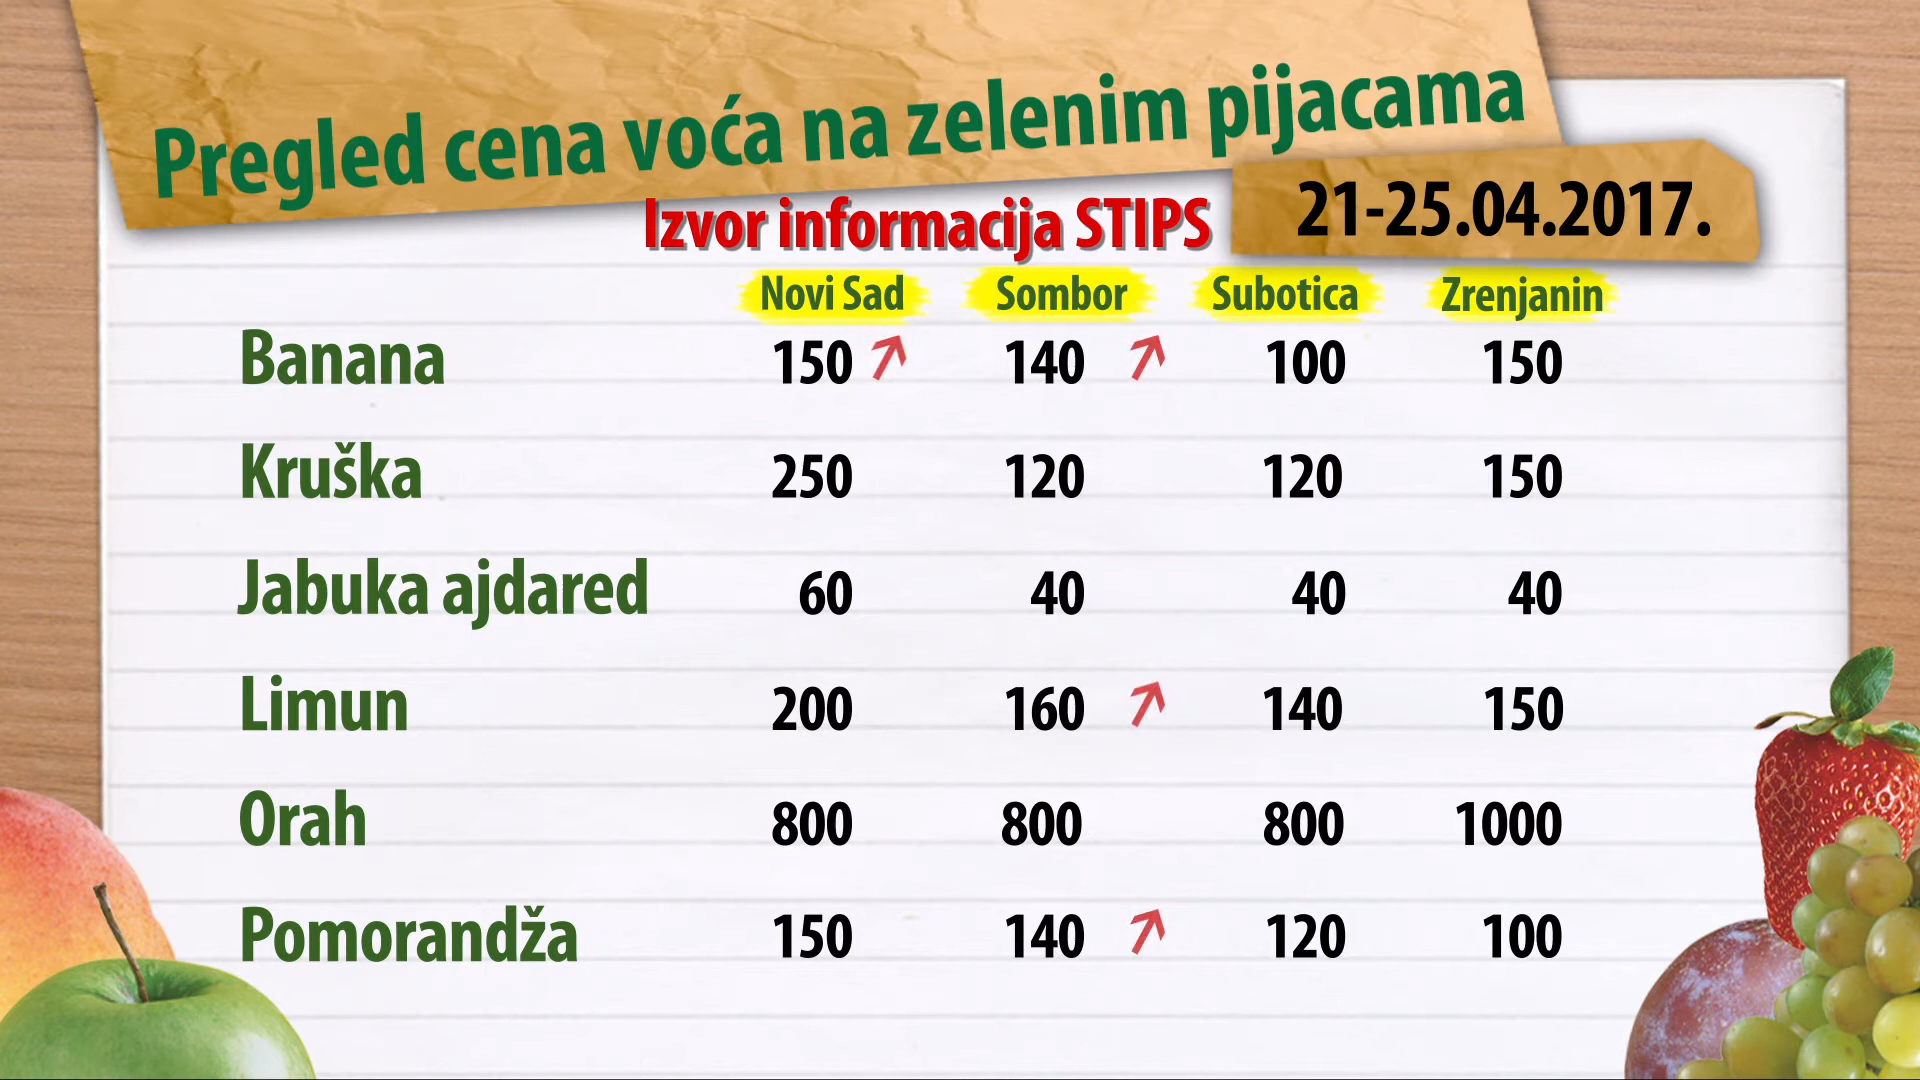 Pregled cena voća na zelenim pijacama
Izvor informacija STIPS 21-25.04.2017.
Novi Sad Sombor Subotica Zrenjanin
Banana 150 140 100 150
Kruška 250 120 120 150
Jabuka ajdared 60 40 40 40
Limun 200 160 140 150
Orah 800 800 800 1000
Pomorandža 150 140 120 100